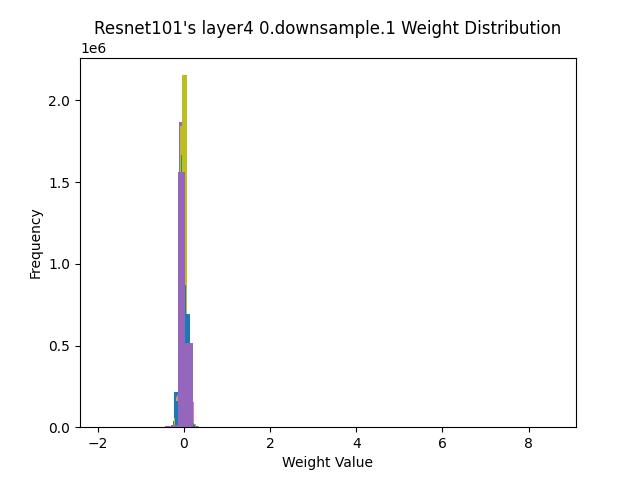 Resnet101's layer4 0.downsample.1 Weight Distribution
1e6
2.0
1.5
1.0
0.5
0.0
Frequency
−2 0 2 4 6 8
Weight Value